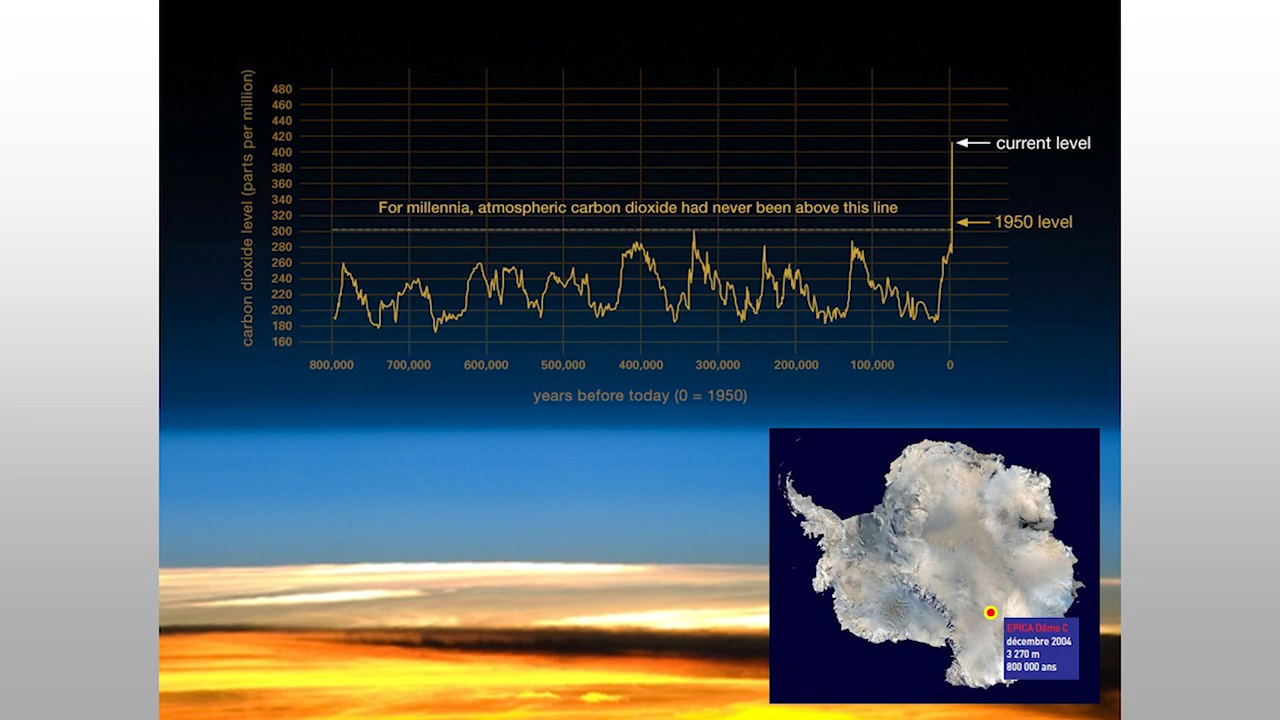 carbon dioxide level (parts per million)
480
460
440
420
400
380
360
340
320
300
280
260
240
220
200
180
160
current level
For millennia, atmospheric carbon dioxide had never been above this line
1950 level
800,000 700,000 600,000 500,000 400,000 300,000 200,000 100,000 0
years before today (0 = 1950)
EPICA Dôme C
décembre 2004
3 270 m
800 000 ans